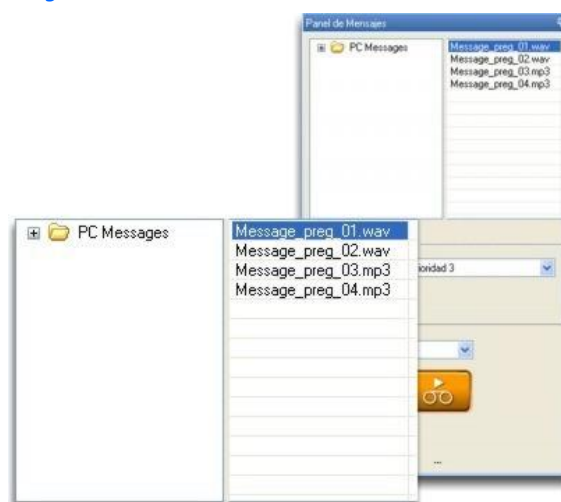 Panel de Mensajes
PC Messages
Message_preg_01.wav
Message_preg_02.wav
Message_preg_03.mp3
Message_preg_04.mp3
PC Messages
Message_preg_01.wav
Message_preg_02.wav
Message_preg_03.mp3
Message_preg_04.mp3
ioridad 3
...